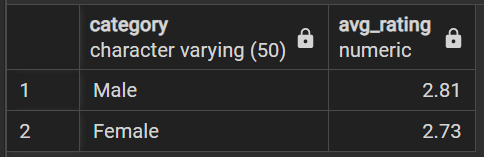 category avg_rating
character varying (50) numeric
1 Male 2.81
2 Female 2.73